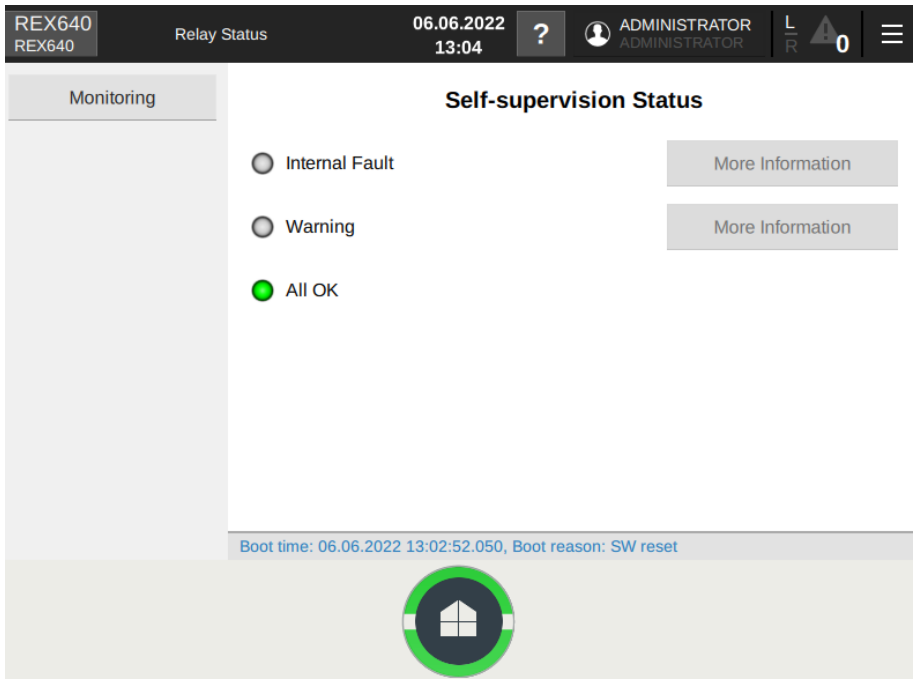 REX640
REX640
Relay Status
06.06.2022
13:04
?
ADMINISTRATOR
ADMINISTRATOR
L
R
0
Monitoring
Self-supervision Status
Internal Fault
More Information
Warning
More Information
All OK
Boot time: 06.06.2022 13:02:52.050, Boot reason: SW reset